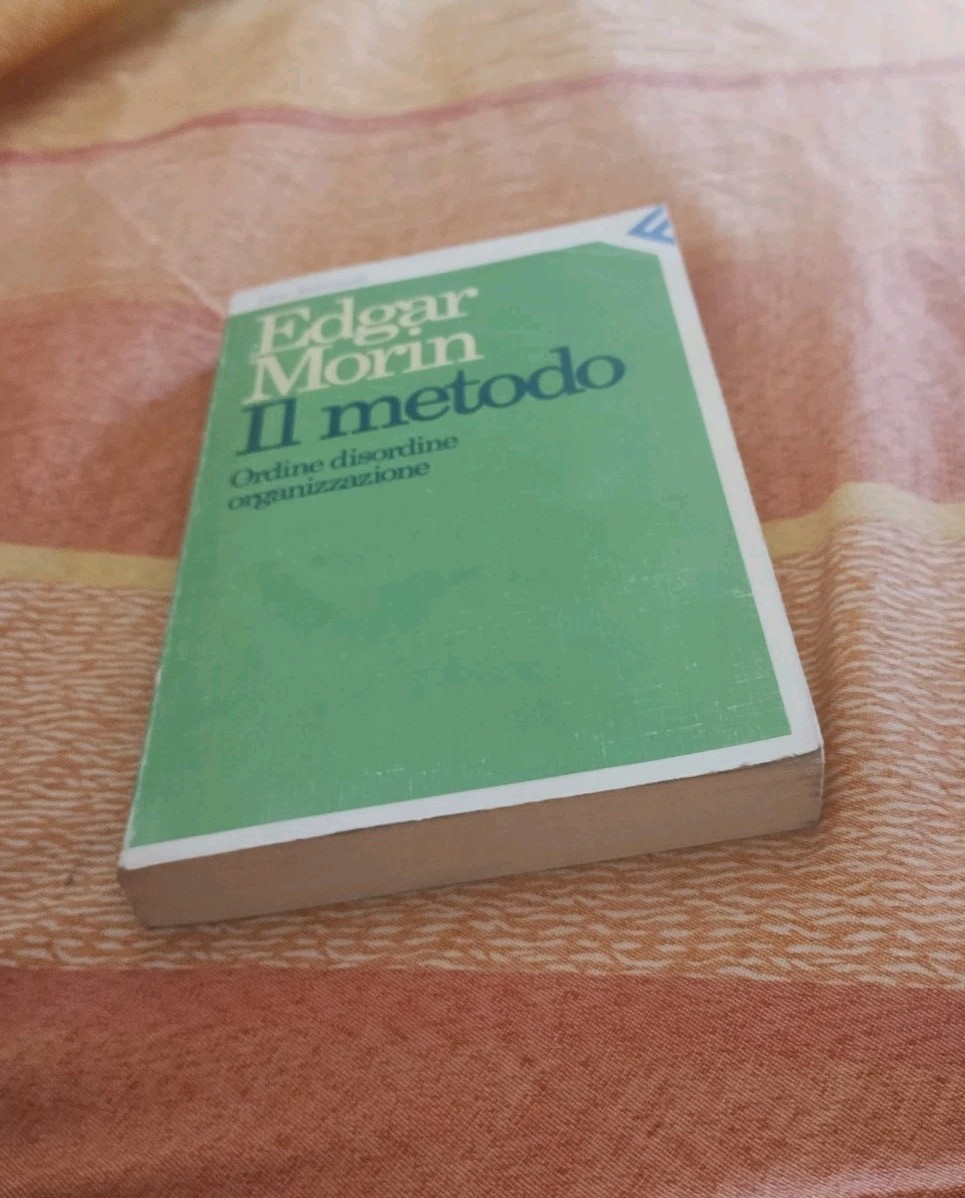 Edgar
Morin
Il metodo
Ordine disordine
organizzazione